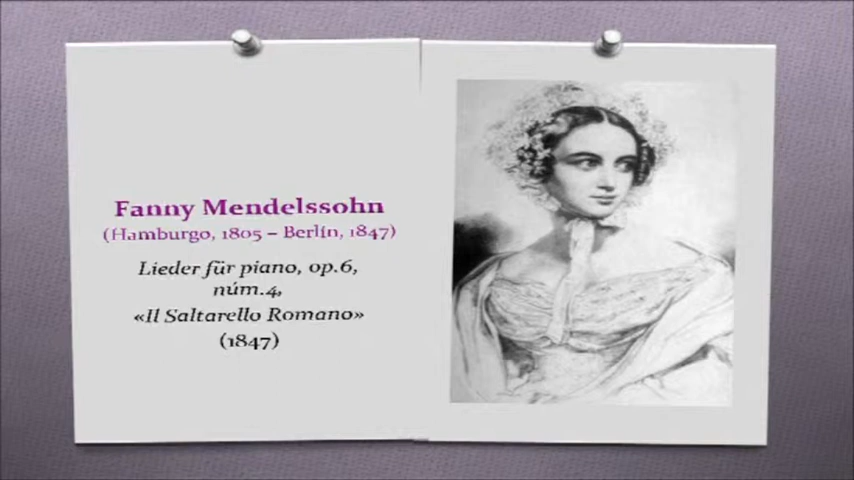 Fanny Mendelssohn
(Hamburgo, 1805 – Berlín, 1847)
Lieder für piano, op.6,
núm.4,
«Il Saltarello Romano»
(1847)